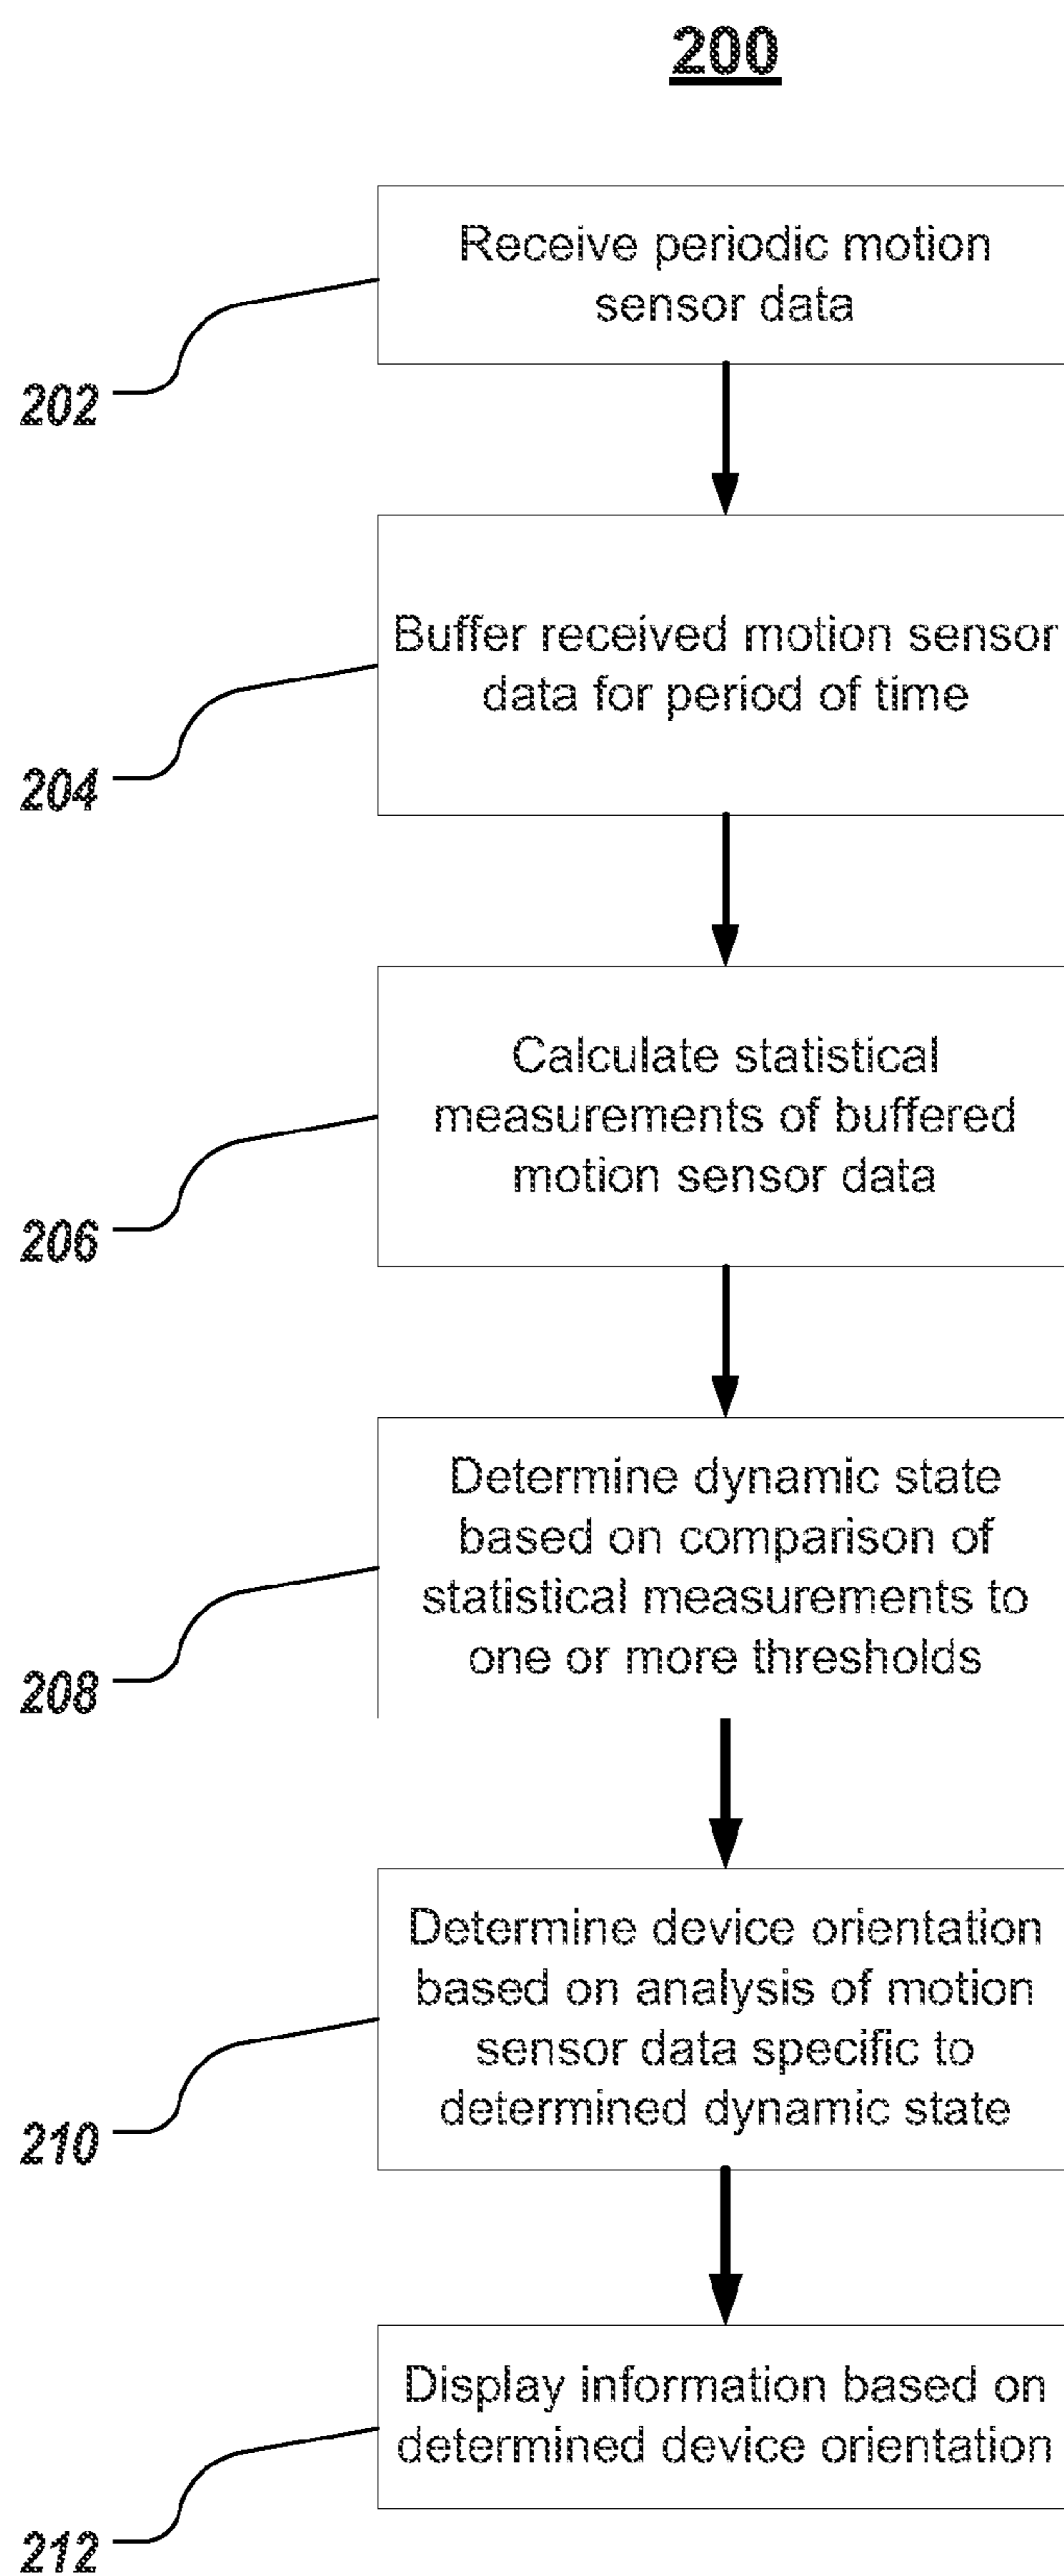 200
Receive periodic motion
sensor data
202
Buffer received motion sensor
data for period of time
204
Calculate statistical
measurements of buffered
motion sensor data
206
Determine dynamic state
based on comparison of
statistical measurements to
one or more thresholds
208
Determine device orientation
based on analysis of motion
sensor data specific to
determined dynamic state
210
Display information based on
determined device orientation
212